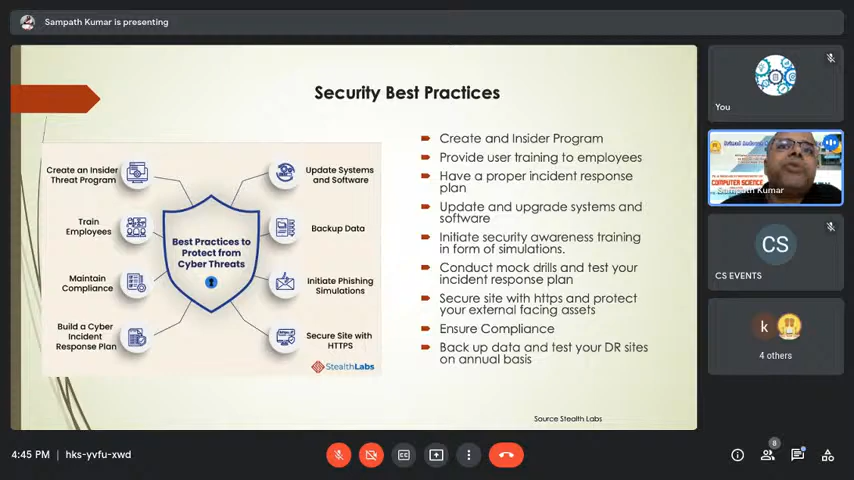 Sampath Kumar is presenting
Security Best Practices
Create an Insider
Threat Program
Train
Employees
Maintain
Compliance
Build a Cyber
Incident
Response Plan
Best Practices to
Protect from
Cyber Threats
Update Systems
and Software
Backup Data
Initiate Phishing
Simulations
Secure Site with
HTTPS
StealthLabs
Create and Insider Program
Provide user training to employees
Have a proper incident response
plan
Update and upgrade systems and
software
Initiate security awareness training
in form of simulations.
Conduct mock drills and test your
incident response plan
Secure site with https and protect
your external facing assets
Ensure Compliance
Back up data and test your DR sites
on annual basis
Source Stealth Labs
You
COMPUTER SCIENCE
Sampath Kumar
CS
CS EVENTS
k
4 others
4:45 PM
hks-yvfu-xwd
8